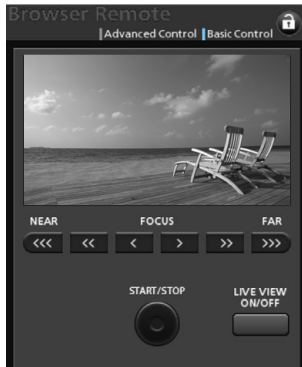 Browser Remote
Advanced Control Basic Control
NEAR FOCUS FAR
<<< << < > >> >>>
START/STOP
LIVE VIEW
ON/OFF